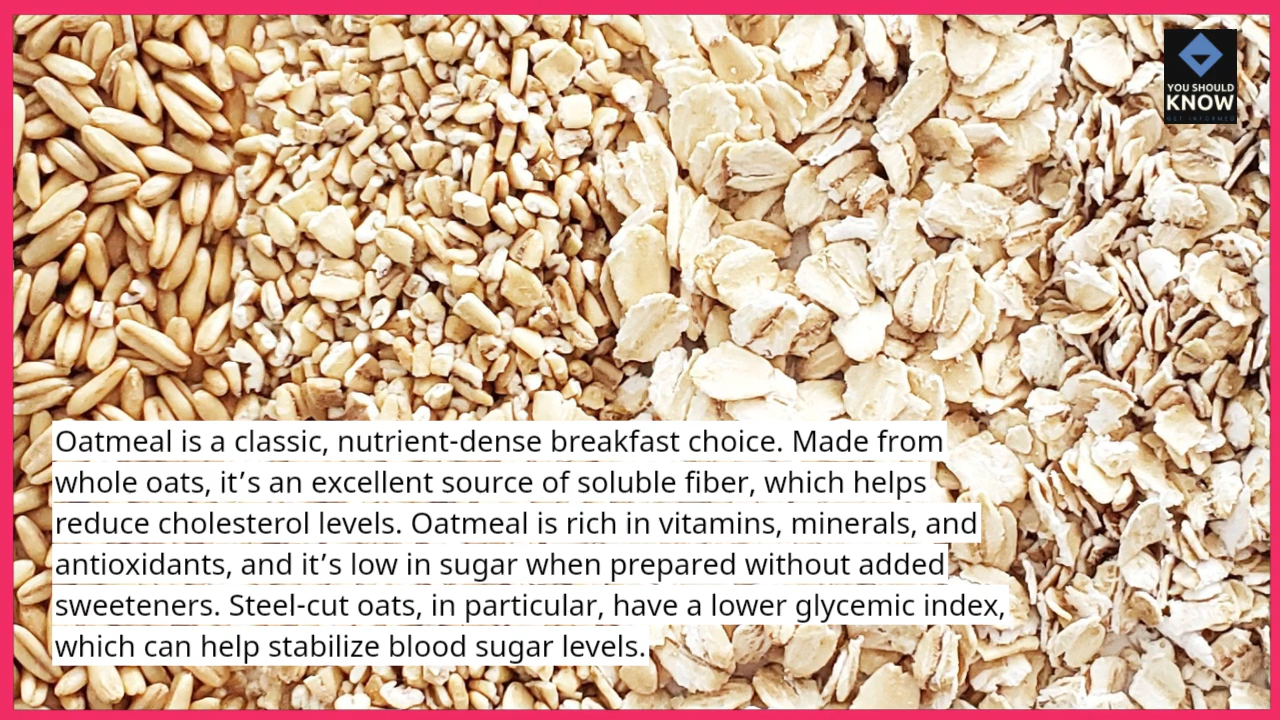 YOU SHOULD
KNOW
GET INFORMED
Oatmeal is a classic, nutrient-dense breakfast choice. Made from
whole oats, it’s an excellent source of soluble fiber, which helps
reduce cholesterol levels. Oatmeal is rich in vitamins, minerals, and
antioxidants, and it’s low in sugar when prepared without added
sweeteners. Steel-cut oats, in particular, have a lower glycemic index,
which can help stabilize blood sugar levels.